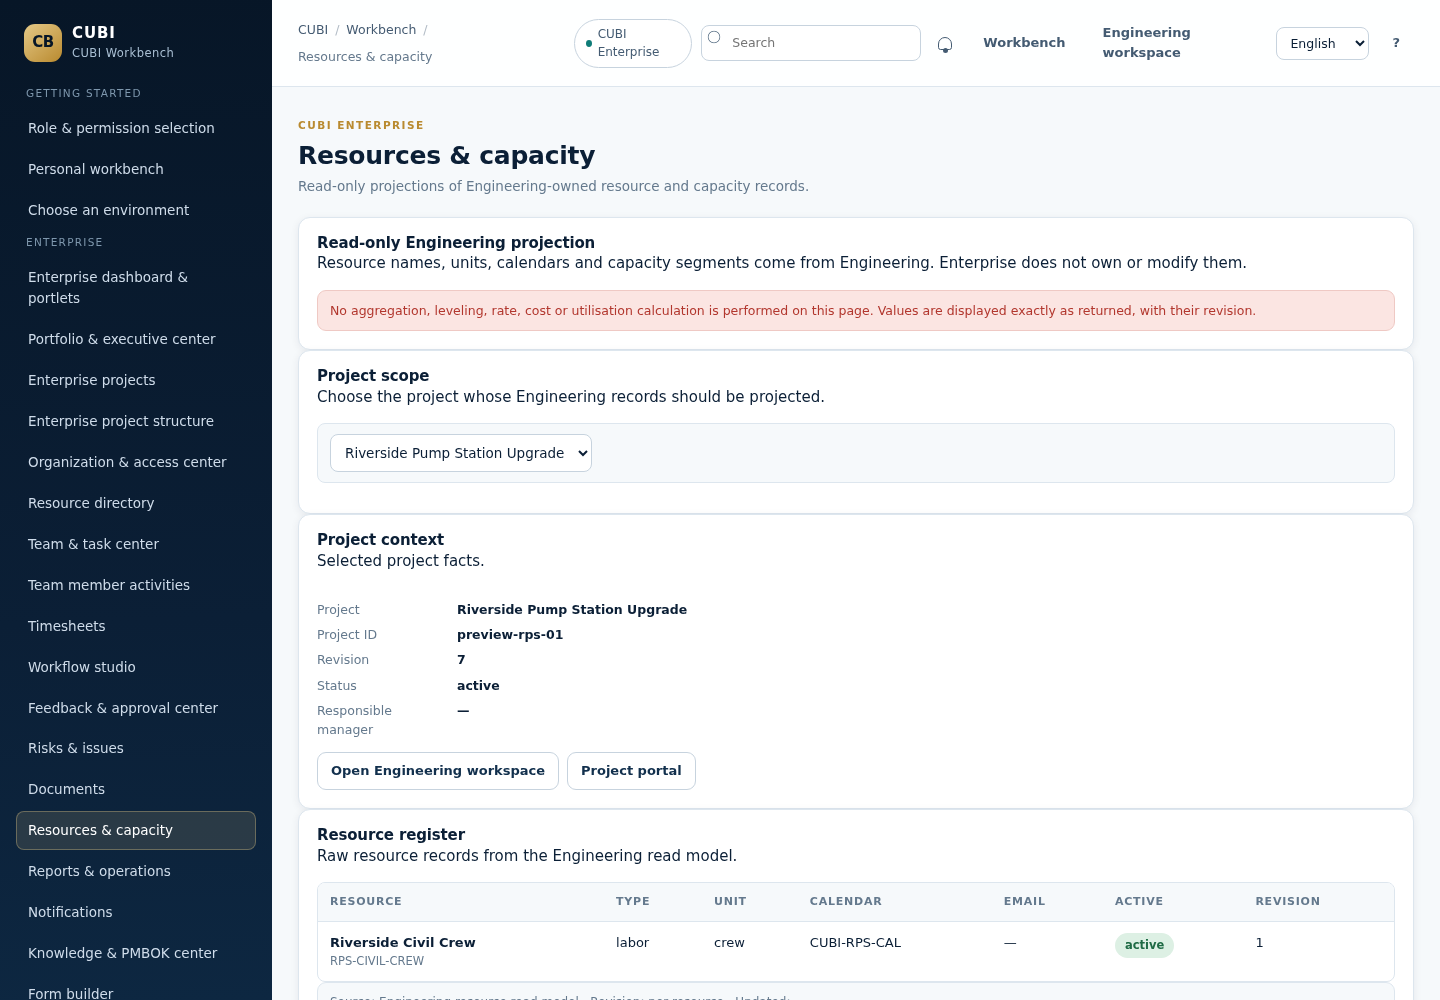 CB
CUBI
CUBI Workbench
GETTING STARTED
Role & permission selection
Personal workbench
Choose an environment
ENTERPRISE
Enterprise dashboard &
portlets
Portfolio & executive center
Enterprise projects
Enterprise project structure
Organization & access center
Resource directory
Team & task center
Team member activities
Timesheets
Workflow studio
Feedback & approval center
Risks & issues
Documents
Resources & capacity
Reports & operations
Notifications
Knowledge & PMBOK center
Form builder
CUBI / Workbench /
Resources & capacity
CUBI
Enterprise
Search
Workbench
Engineering
workspace
English
?
CUBI ENTERPRISE
Resources & capacity
Read-only projections of Engineering-owned resource and capacity records.
Read-only Engineering projection
Resource names, units, calendars and capacity segments come from Engineering. Enterprise does not own or modify them.
No aggregation, leveling, rate, cost or utilisation calculation is performed on this page. Values are displayed exactly as returned, with their revision.
Project scope
Choose the project whose Engineering records should be projected.
Riverside Pump Station Upgrade
Project context
Selected project facts.
Project Riverside Pump Station Upgrade
Project ID preview-rps-01
Revision 7
Status active
Responsible —
manager
Open Engineering workspace Project portal
Resource register
Raw resource records from the Engineering read model.
RESOURCE TYPE UNIT CALENDAR EMAIL ACTIVE REVISION
Riverside Civil Crew labor crew CUBI-RPS-CAL — active 1
RPS-CIVIL-CREW
Source: Engineering resource read model · Revision: per resource · Updated: